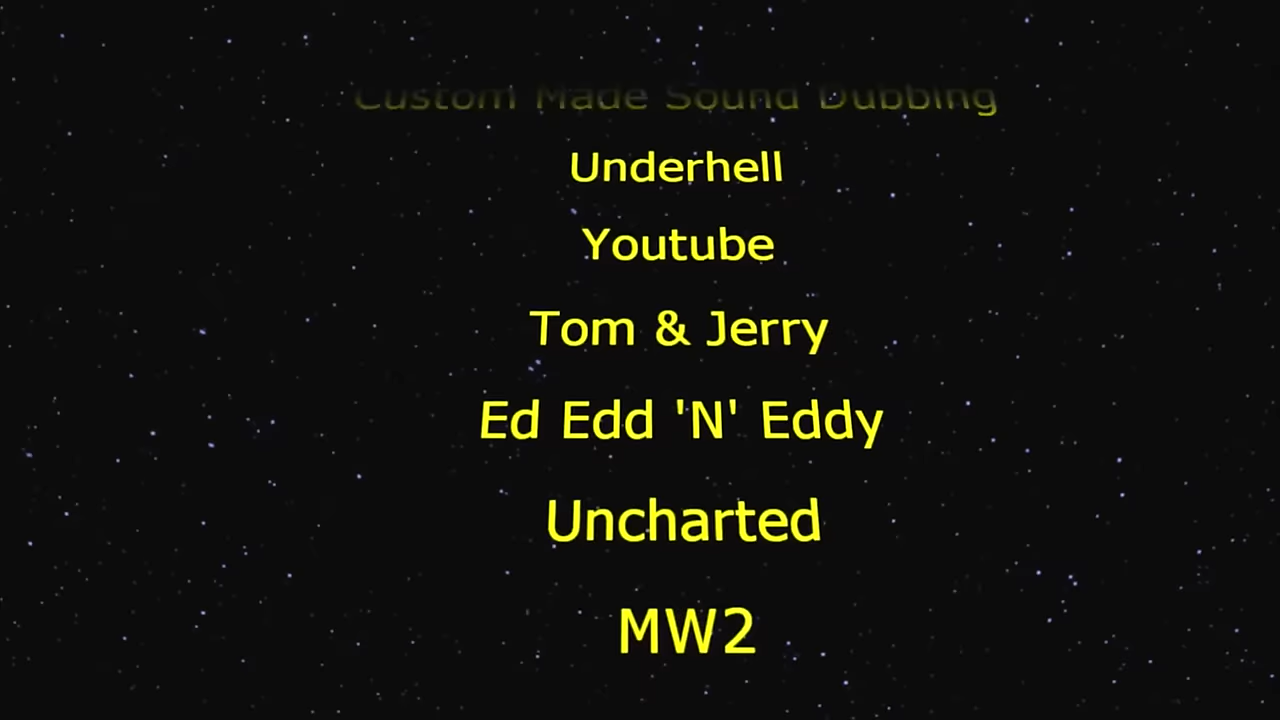 Custom Made Sound Dubbing
Underhell
Youtube
Tom & Jerry
Ed Edd 'N' Eddy
Uncharted
MW2